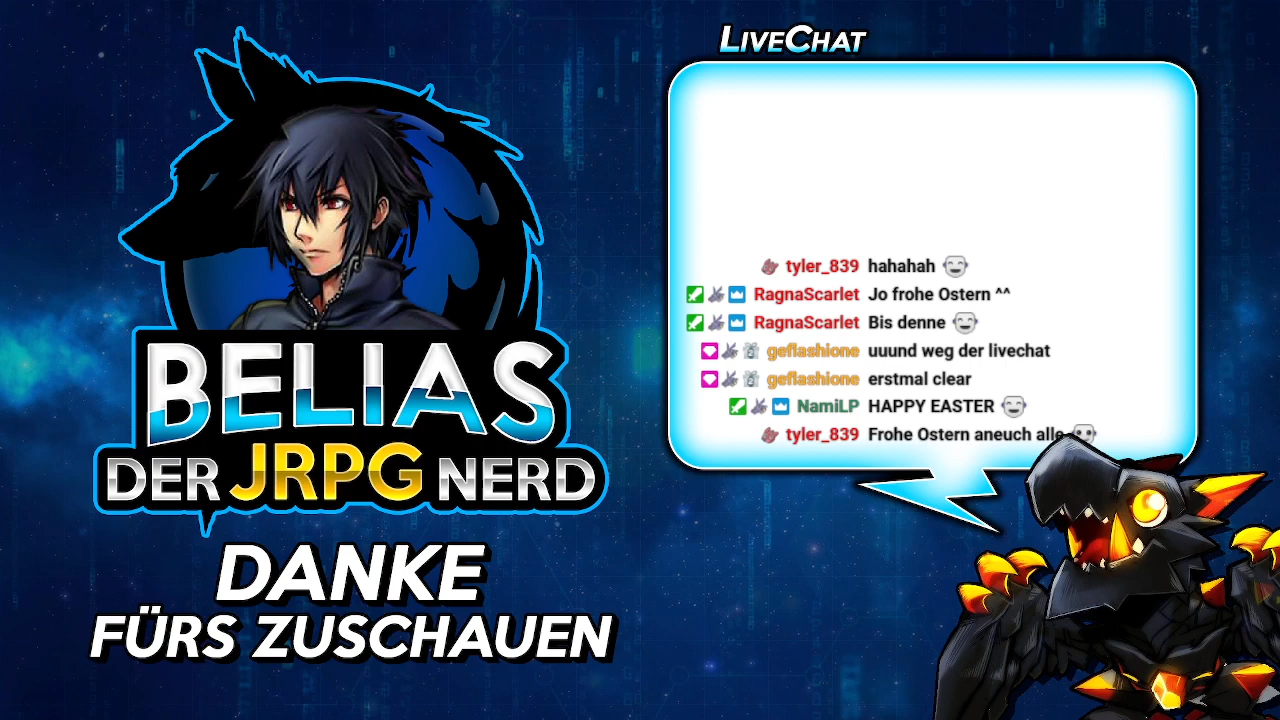 LIVECHAT
BELIAS
DER JRPG NERD
DANKE
FÜRS ZUSCHAUEN
tyler_839 hahahah
RagnaScarlet Jo frohe Ostern ^^
RagnaScarlet Bis denne
geflashione uuund weg der livechat
geflashione erstmal clear
NamiLP HAPPY EASTER
tyler_839 Frohe Ostern aneuch alle